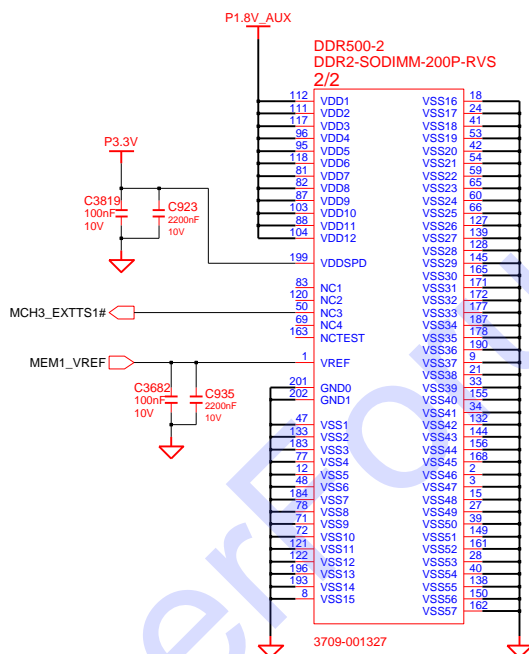 P1.8V_AUX
DDR500-2
DDR2-SODIMM-200P-RVS
2/2
112 VDD1 VSS16 18
111 VDD2 VSS17 24
117 VDD3 VSS18 41
96 VDD4 VSS19 53
95 VDD5 VSS20 42
118 VDD6 VSS21 54
81 VDD7 VSS22 59
82 VDD8 VSS23 65
87 VDD9 VSS24 60
103 VDD10 VSS25 66
88 VDD11 VSS26 127
104 VDD12 VSS27 139
VSS28 128
P3.3V
C3819
100nF
10V
C923
2200nF
10V
199 VDDSPD VSS29 145
VSS30 165
83 NC1 VSS31 171
120 NC2 VSS32 172
MCH3_EXTTS1# 50 NC3 VSS33 177
69 NC4 VSS34 187
163 NCTEST VSS35 178
VSS36 190
MEM1_VREF 1 VREF VSS37 9
VSS38 21
C3682
100nF
10V
C935
2200nF
10V
201 GND0 VSS39 33
202 GND1 VSS40 155
VSS41 34
47 VSS1 VSS42 132
133 VSS2 VSS43 144
183 VSS3 VSS44 156
77 VSS4 VSS45 168
12 VSS5 VSS46 2
48 VSS6 VSS47 3
184 VSS7 VSS48 15
78 VSS8 VSS49 27
71 VSS9 VSS50 39
72 VSS10 VSS51 149
121 VSS11 VSS52 161
122 VSS12 VSS53 28
196 VSS13 VSS54 40
193 VSS14 VSS55 138
8 VSS15 VSS56 150
VSS57 162
3709-001327